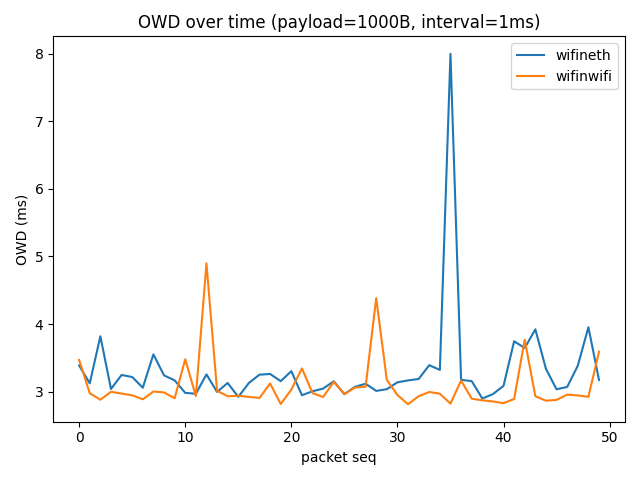 OWD over time (payload=1000B, interval=1ms)
wifineth
wifinwifi
OWD (ms)
8
7
6
5
4
3
0 10 20 30 40 50
packet seq